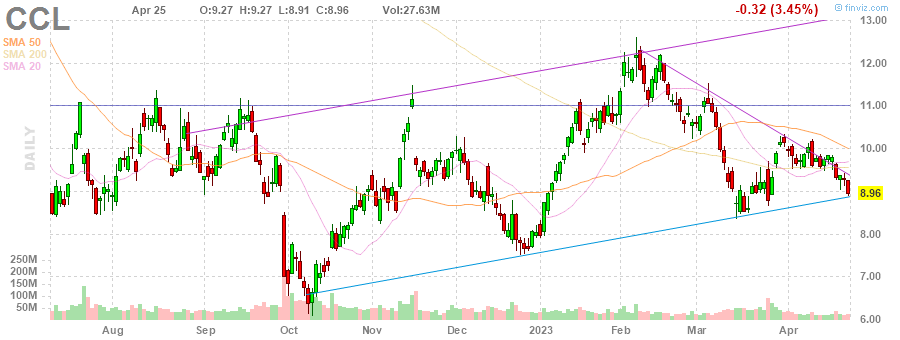 CCL Apr 25 O:9.27 H:9.27 L:8.91 C:8.96 Vol:27.63M -0.32 (3.45%) © finviz.com
SMA 50
SMA 200
SMA 20
DAILY
13.00
12.00
11.00
10.00
9.00
8.96
8.00
7.00
6.00
250M
200M
150M
100M
50M
Aug Sep Oct Nov Dec 2023 Feb Mar Apr